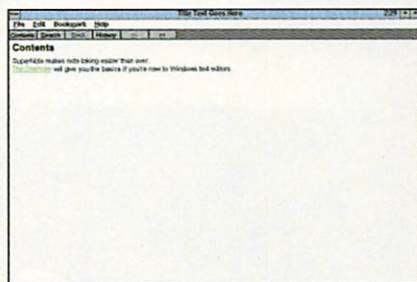 Title Text Goes Here
File Edit Bookmark Help
Contents Search Back History << >>
Contents
SuperNote makes note-taking easier than ever.
The Overview will give you the basics if you're new to Windows text editors.